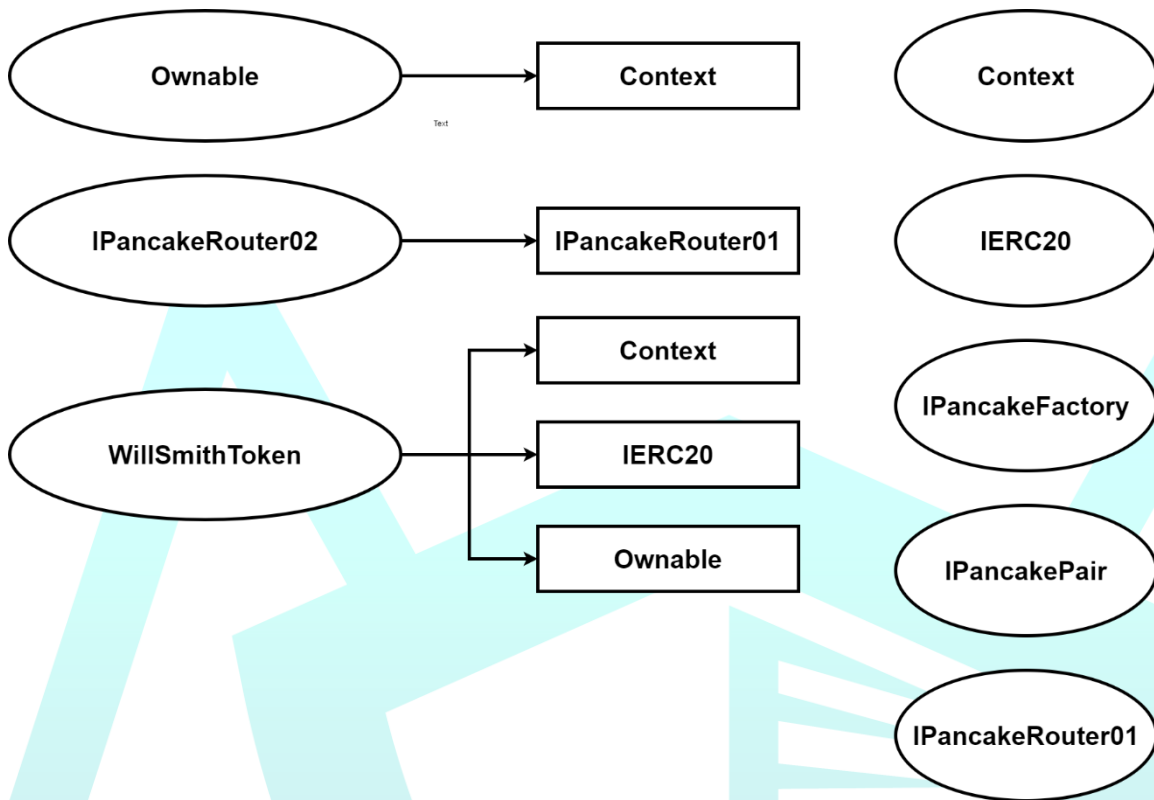 Ownable
Context
Context
Text
IPancakeRouter02
IPancakeRouter01
IERC20
Context
IPancakeFactory
WillSmithToken
IERC20
Ownable
IPancakePair
IPancakeRouter01